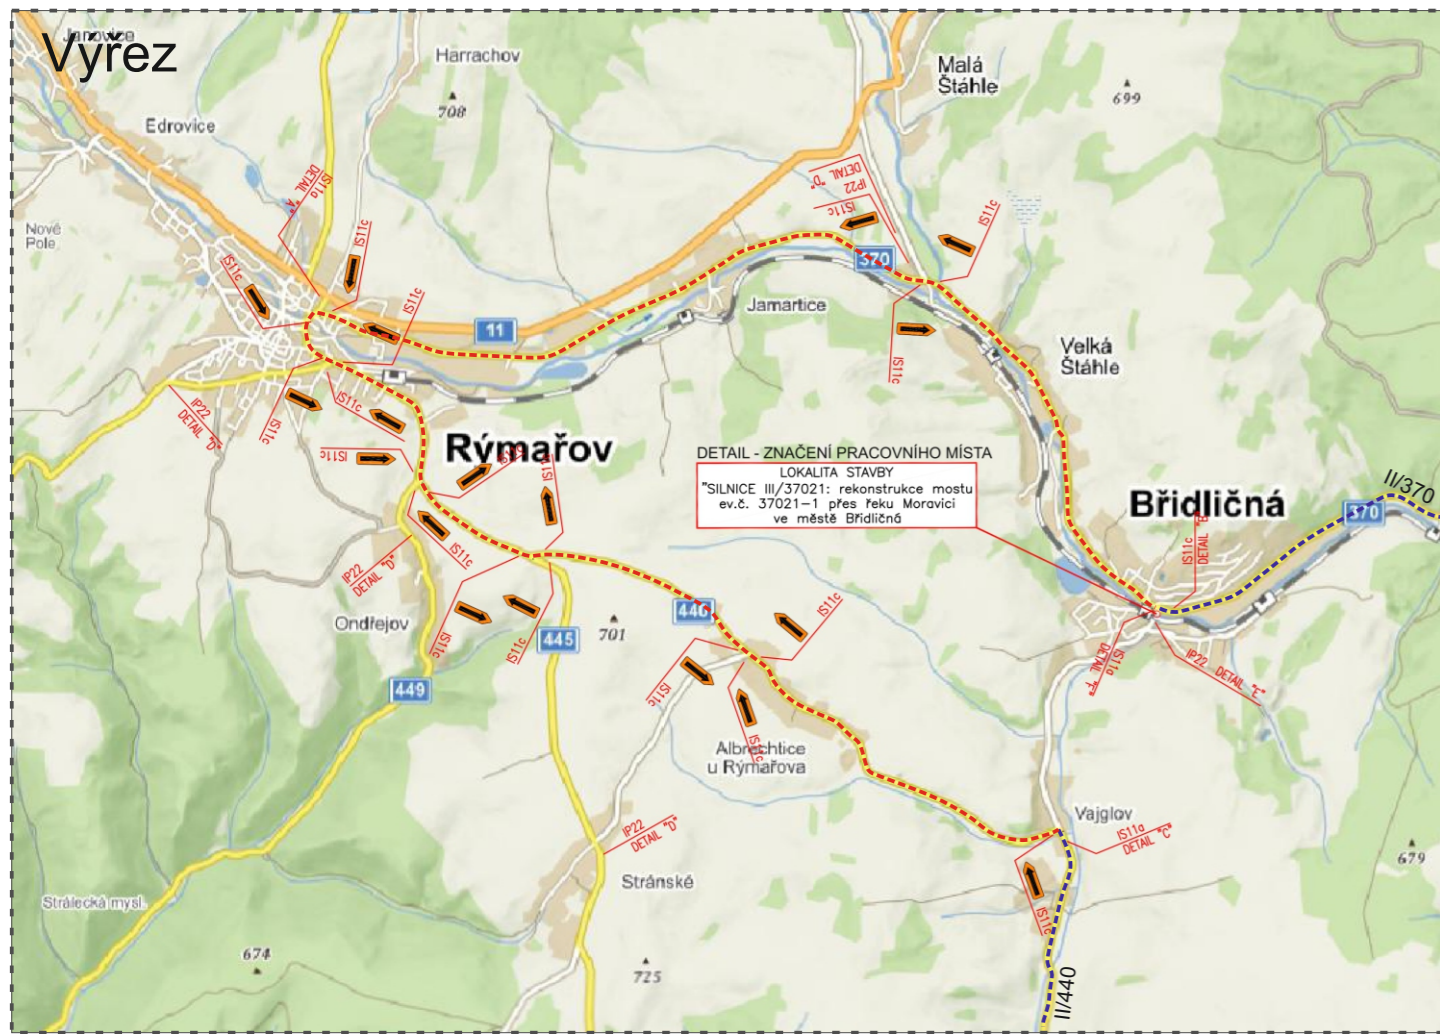 Výřez
Janovice
Harrachov
708
Malá
Štáhle
699
Edrovice
Nové
Pole
IS11a
DETAIL "A"
IS11c
IS11c
IS11c
DETAIL "D"
IP22
IS11c
IS11c
370
IS11c
11
Jamartice
Velká
Štáhle
IP22
DETAIL "D"
IS11c
IS11c
IS11c
Rýmařov
IS11c
IS11c
IS11c
IP22
DETAIL "D"
Ondřejov
IS11c
IS11c
445
701
449
DETAIL - ZNAČENÍ PRACOVNÍHO MÍSTA
LOKALITA STAVBY
"SILNICE III/37021: rekonstrukce mostu
ev.č. 37021-1 přes řeku Moravici
ve městě Břidličná
Břidličná
II/370
370
IS11c
DETAIL "B"
IS11a
DETAIL "F"
IP22 DETAIL "E"
440
IS11c
IS11c
IS11c
Albrechtice
u Rýmařova
Vajglov
IS11a
DETAIL "C"
IS11c
679
IP22
DETAIL "D"
Stránské
Strálecká mysl.
674
725
II/440